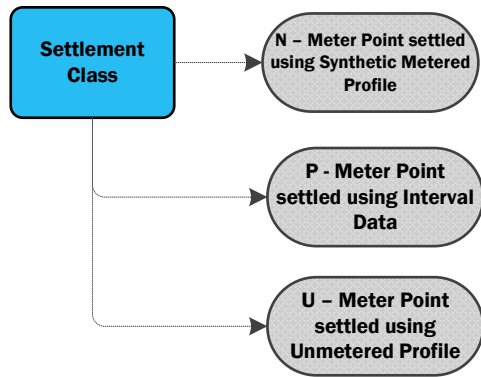 Settlement
Class
N – Meter Point settled
using Synthetic Metered
Profile
P - Meter Point
settled using Interval
Data
U – Meter Point
settled using
Unmetered Profile